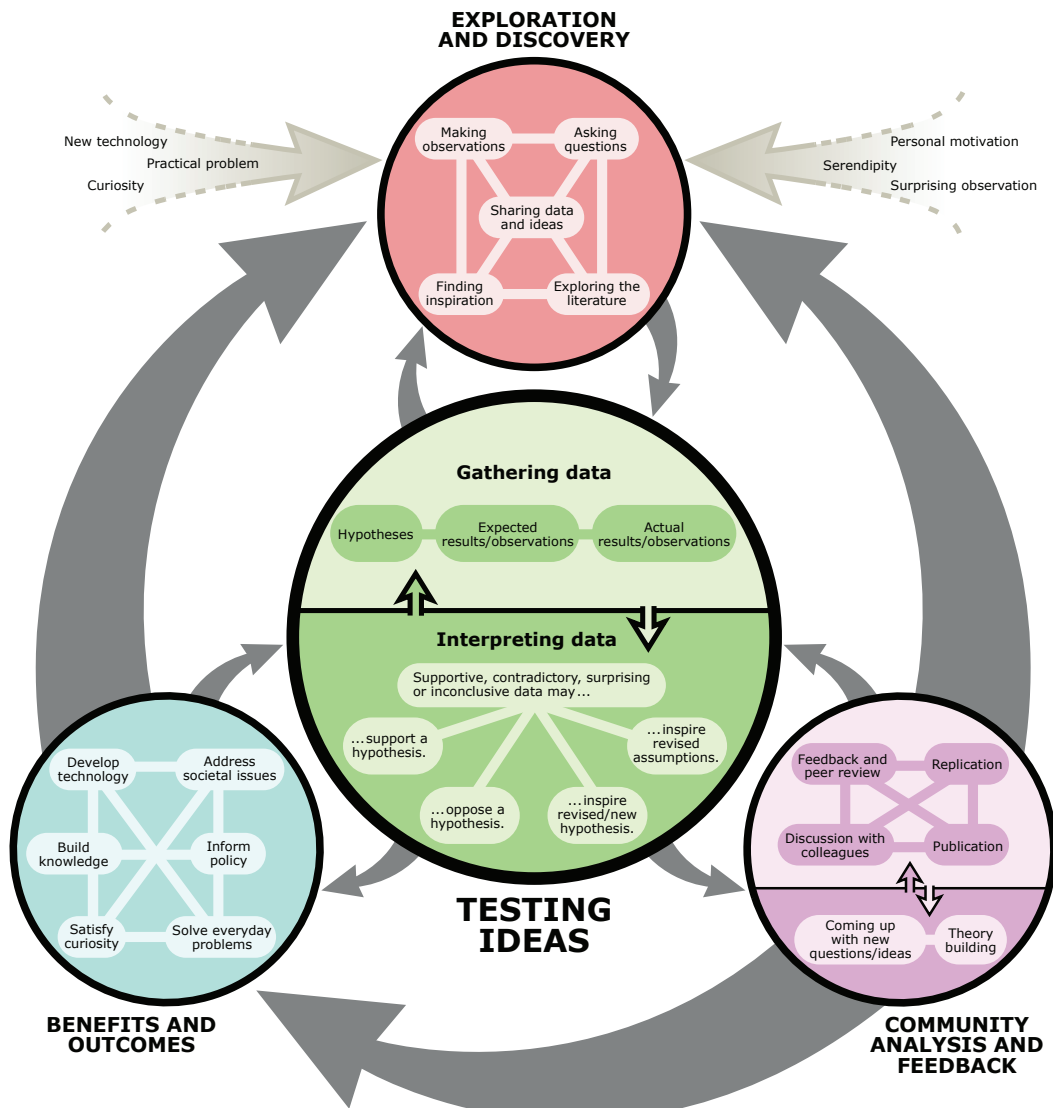 EXPLORATION
AND DISCOVERY
New technology
Practical problem
Curiosity
Personal motivation
Serendipity
Surprising observation
Making
observations
Asking
questions
Sharing data
and ideas
Finding
inspiration
Exploring the
literature
Gathering data
Hypotheses
Expected
results/observations
Actual
results/observations
Interpreting data
Supportive, contradictory, surprising
or inconclusive data may...
...support a
hypothesis.
...oppose a
hypothesis.
...inspire
revised/new
hypothesis.
...inspire
revised
assumptions.
TESTING
IDEAS
Develop
technology
Address
societal issues
Build
knowledge
Inform
policy
Satisfy
curiosity
Solve everyday
problems
BENEFITS AND
OUTCOMES
Feedback and
peer review
Replication
Discussion with
colleagues
Publication
Coming up
with new
questions/ideas
Theory
building
COMMUNITY
ANALYSIS AND
FEEDBACK